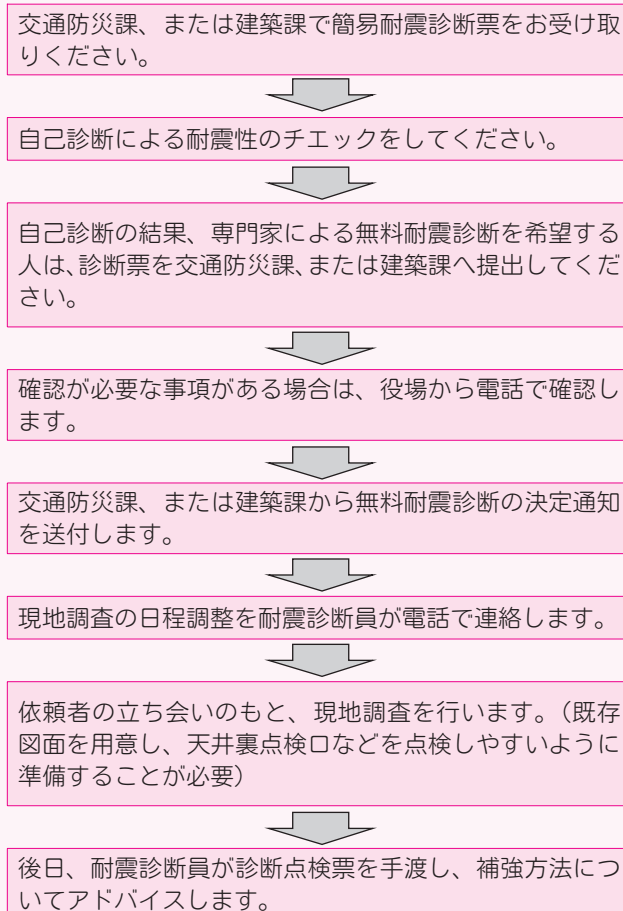 交通防災課、または建築課で簡易耐震診断票をお受け取
りください。
自己診断による耐震性のチエックをしてください。
自己診断の結果、専門家による無料耐震診断を希望する
人は、診断票を交通防災課、または建築課へ提出してくだ
さい。
確認が必要な事項がある場合は、役場から電話で確認し
ます。
交通防災課、または建築課から無料耐震診断の決定通知
を送付します。
現地調査の日程調整を耐震診断員が電話で連絡します。
依頼者の立ち会いのもと、現地調査を行います。（既存
図面を用意し、天井裏点検口などを点検しやすいように
準備することが必要）
後日、耐震診断員が診断点検票を手渡し、補強方法につ
いてアドバイスします。